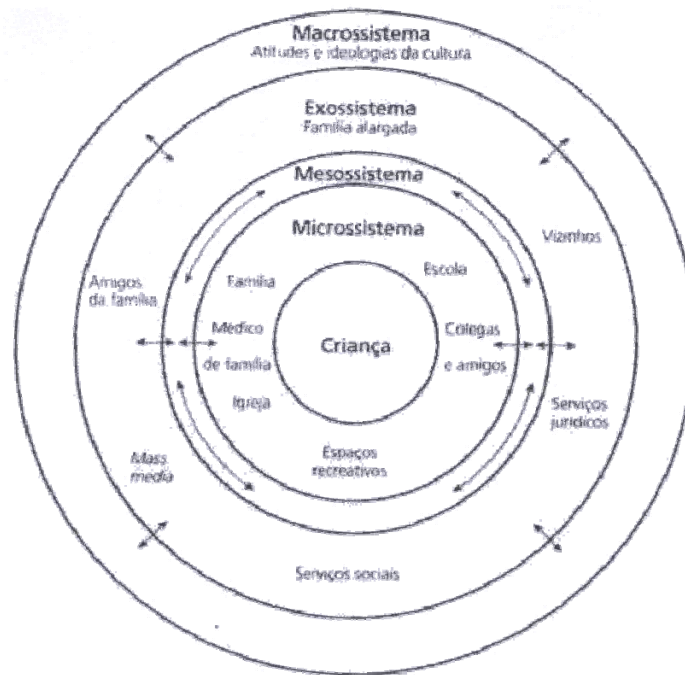 Macrossistema
Atitudes e ideologias da cultura
Exossistema
Família alargada
Mesossistema
Microssistema
Vizinhos
Família
Escola
Amigos
da família
Médico
de família
Criança
Colegas
e amigos
Igreja
Serviços
jurídicos
Espaços
recreativos
Mass
media
Serviços sociais